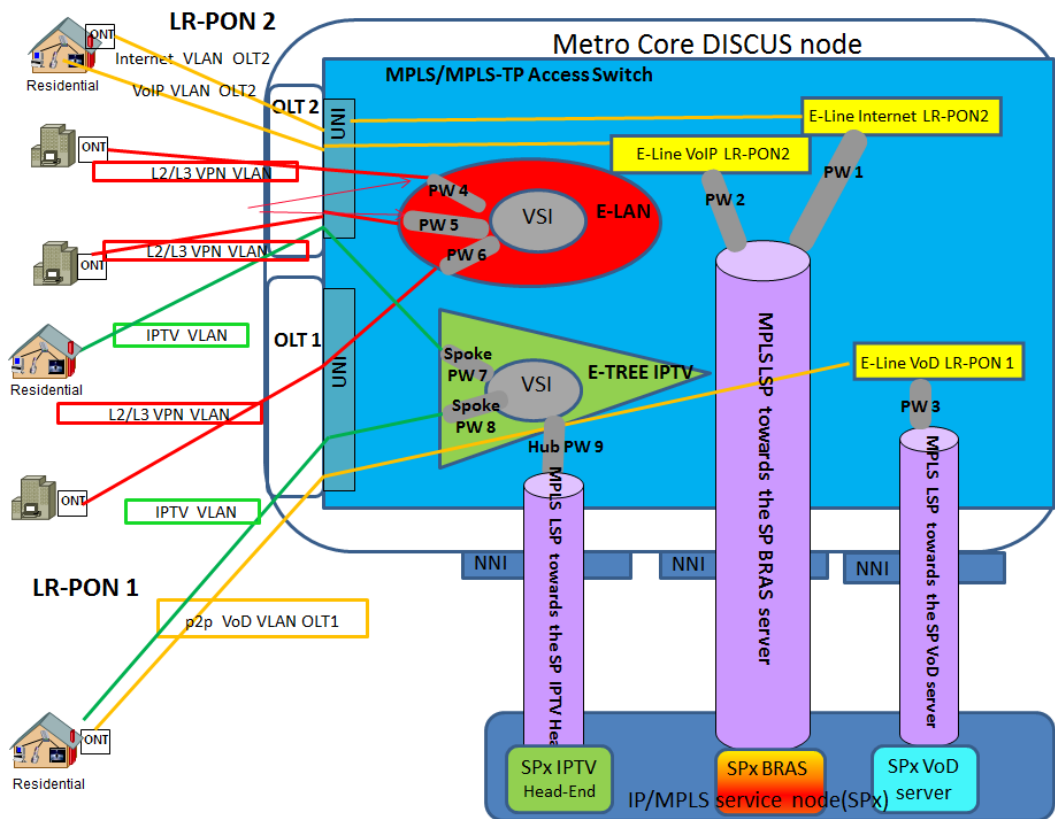 LR-PON 2
Metro Core DISCUS node
ONT
Internet VLAN OLT2
MPLS/MPLS-TP Access Switch
Residential
VoIP VLAN OLT2
OLT 2
UNI
E-Line Internet LR-PON2
E-Line VoIP LR-PON2
ONT
PW 1
L2/L3 VPN VLAN
PW 4
PW 2
VSI
E-LAN
PW 5
L2/L3 VPN VLAN
PW 6
ONT
OLT 1
UNI
IPTV VLAN
Spoke
PW 7
VSI
E-TREE IPTV
E-Line VoD LR-PON 1
Spoke
PW 8
PW 3
L2/L3 VPN VLAN
Hub PW 9
ONT
IPTV VLAN
MPLS LSP towards the SP IPTV Hea
MPLS LSP towards the SP BRAS server
MPLS LSP towards the SP VoD server
NNI
NNI
NNI
LR-PON 1
p2p VoD VLAN OLT1
ONT
Residential
SPx IPTV
Head-End
SPx BRAS
SPx VoD
server
IP/MPLS service node(SPx)